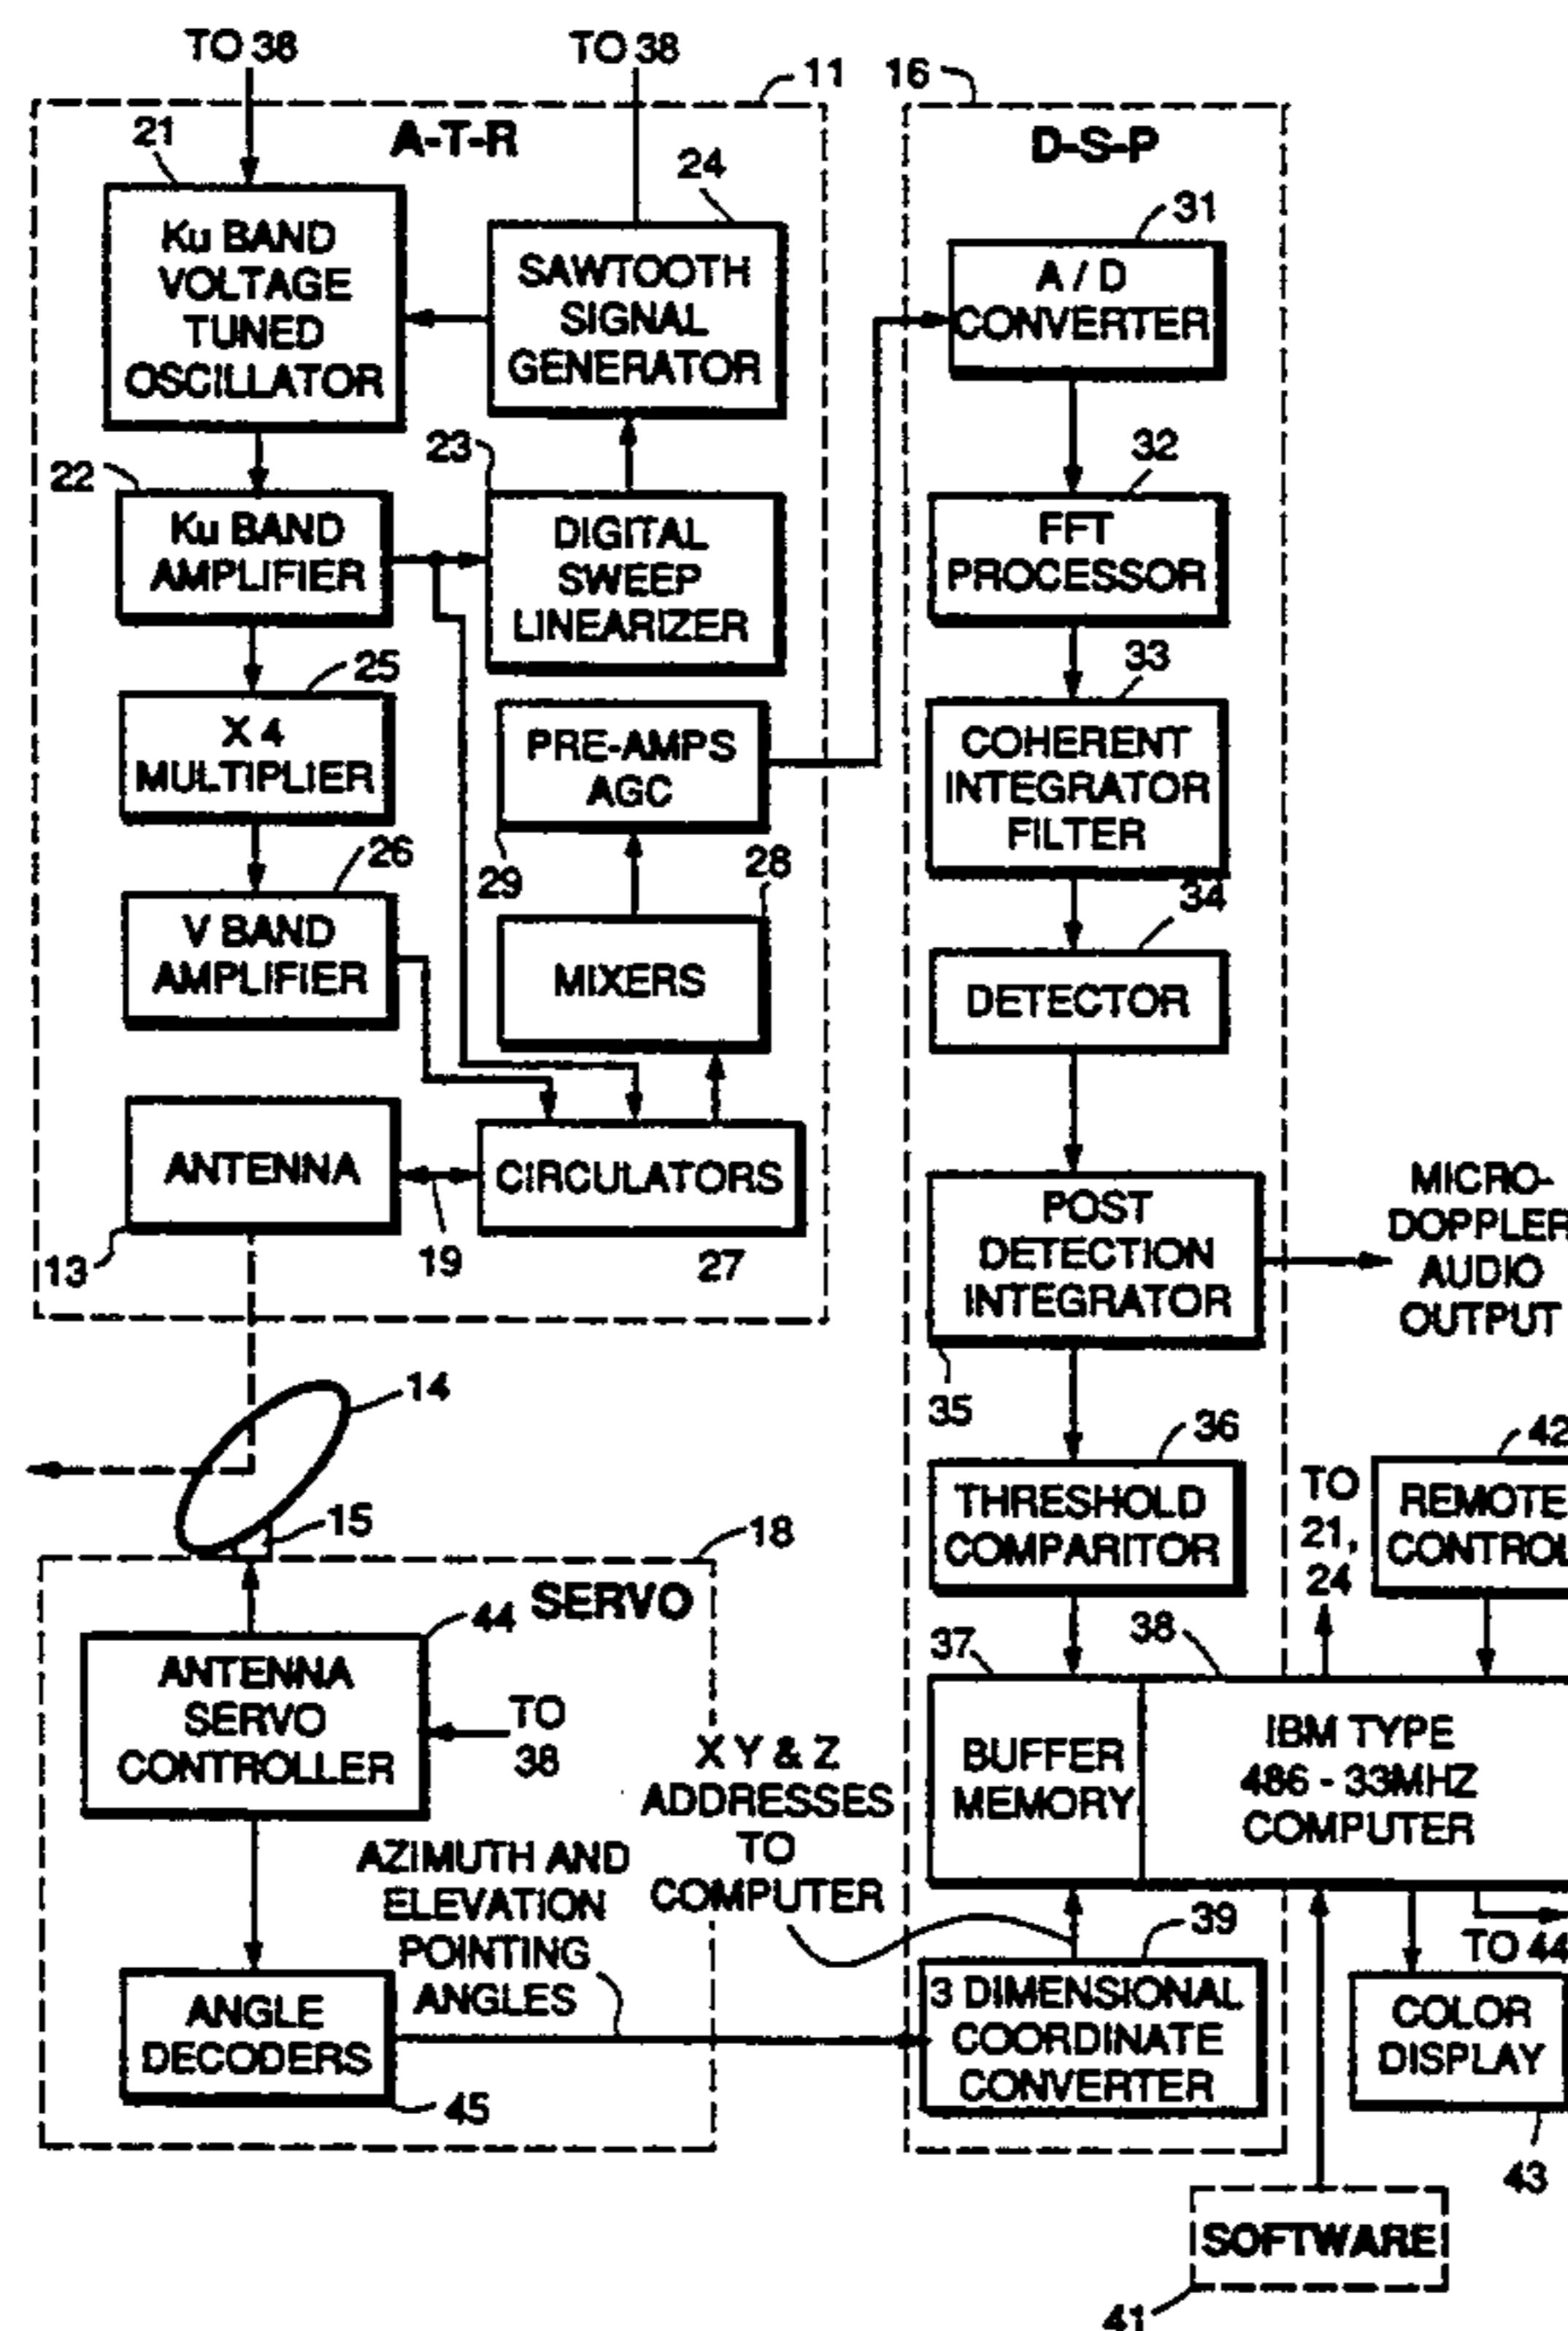 TO 38
TO 38
11
16
A-T-R
D-S-P
21
24
31
Ku BAND
VOLTAGE
TUNED
OSCILLATOR
SAWTOOTH
SIGNAL
GENERATOR
A / D
CONVERTER
22
23
32
Ku BAND
AMPLIFIER
DIGITAL
SWEEP
LINEARIZER
FFT
PROCESSOR
25
33
X 4
MULTIPLIER
PRE-AMPS
AGC
COHERENT
INTEGRATOR
FILTER
26
29
28
34
V BAND
AMPLIFIER
MIXERS
DETECTOR
ANTENNA
CIRCULATORS
13
19
27
POST
DETECTION
INTEGRATOR
MICRO-
DOPPLER
AUDIO
OUTPUT
35
14
36
42
THRESHOLD
COMPARITOR
TO
21,
24
REMOTE
CONTROL
15
18
SERVO
44
37
38
ANTENNA
SERVO
CONTROLLER
TO
38
X Y & Z
ADDRESSES
TO
COMPUTER
BUFFER
MEMORY
IBM TYPE
486 - 33MHZ
COMPUTER
AZIMUTH AND
ELEVATION
POINTING
ANGLES
39
TO 44
ANGLE
DECODERS
45
3 DIMENSIONAL
COORDINATE
CONVERTER
COLOR
DISPLAY
43
SOFTWARE
41